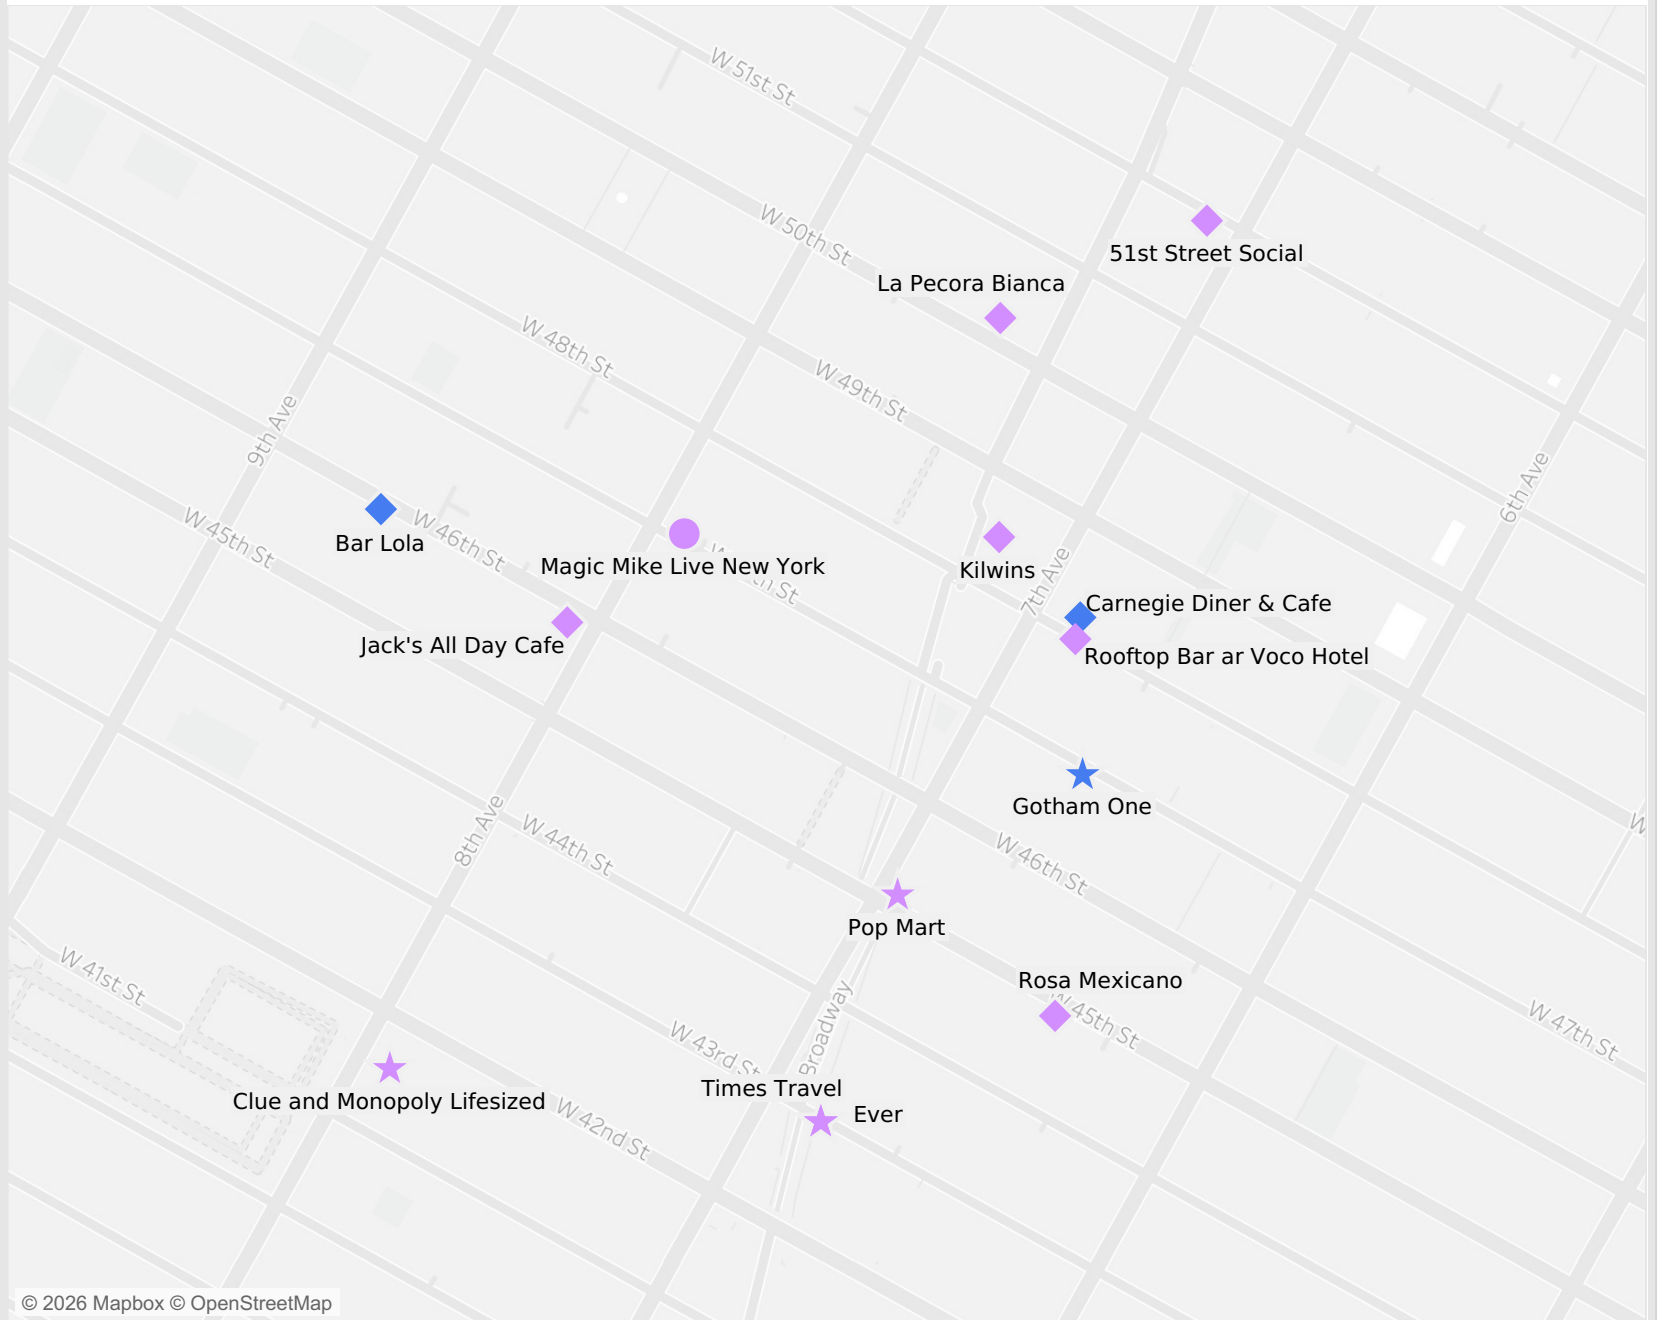 W 51st St
W 50th St
51st Street Social
La Pecora Bianca
W 48th St
W 49th St
9th Ave
6th Ave
Bar Lola
W 45th St
W 46th St
Magic Mike Live New York
th St
Kilwins
7th Ave
Carnegie Diner & Cafe
Jack's All Day Cafe
Rooftop Bar ar Voco Hotel
Gotham One
8th Ave
W 44th St
W 46th St
W
Pop Mart
W 41st St
Rosa Mexicano
W 45th St
W 47th St
Broadway
W 43rd St
Times Travel
Ever
Clue and Monopoly Lifesized
W 42nd St
© 2026 Mapbox © OpenStreetMap